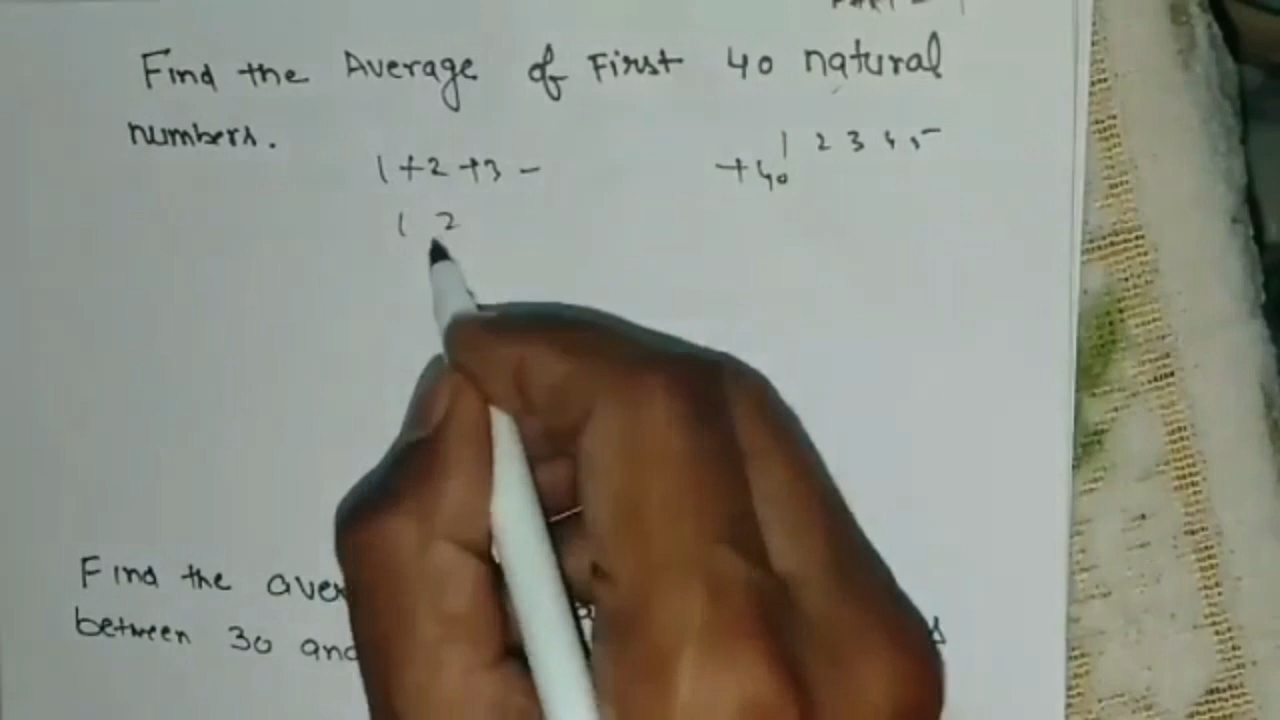 Find the Average of First 40 natural
numbers.
1 2 3 4 5 -
1 + 2 + 3 - + 40
1 2
Find the
between 30 and